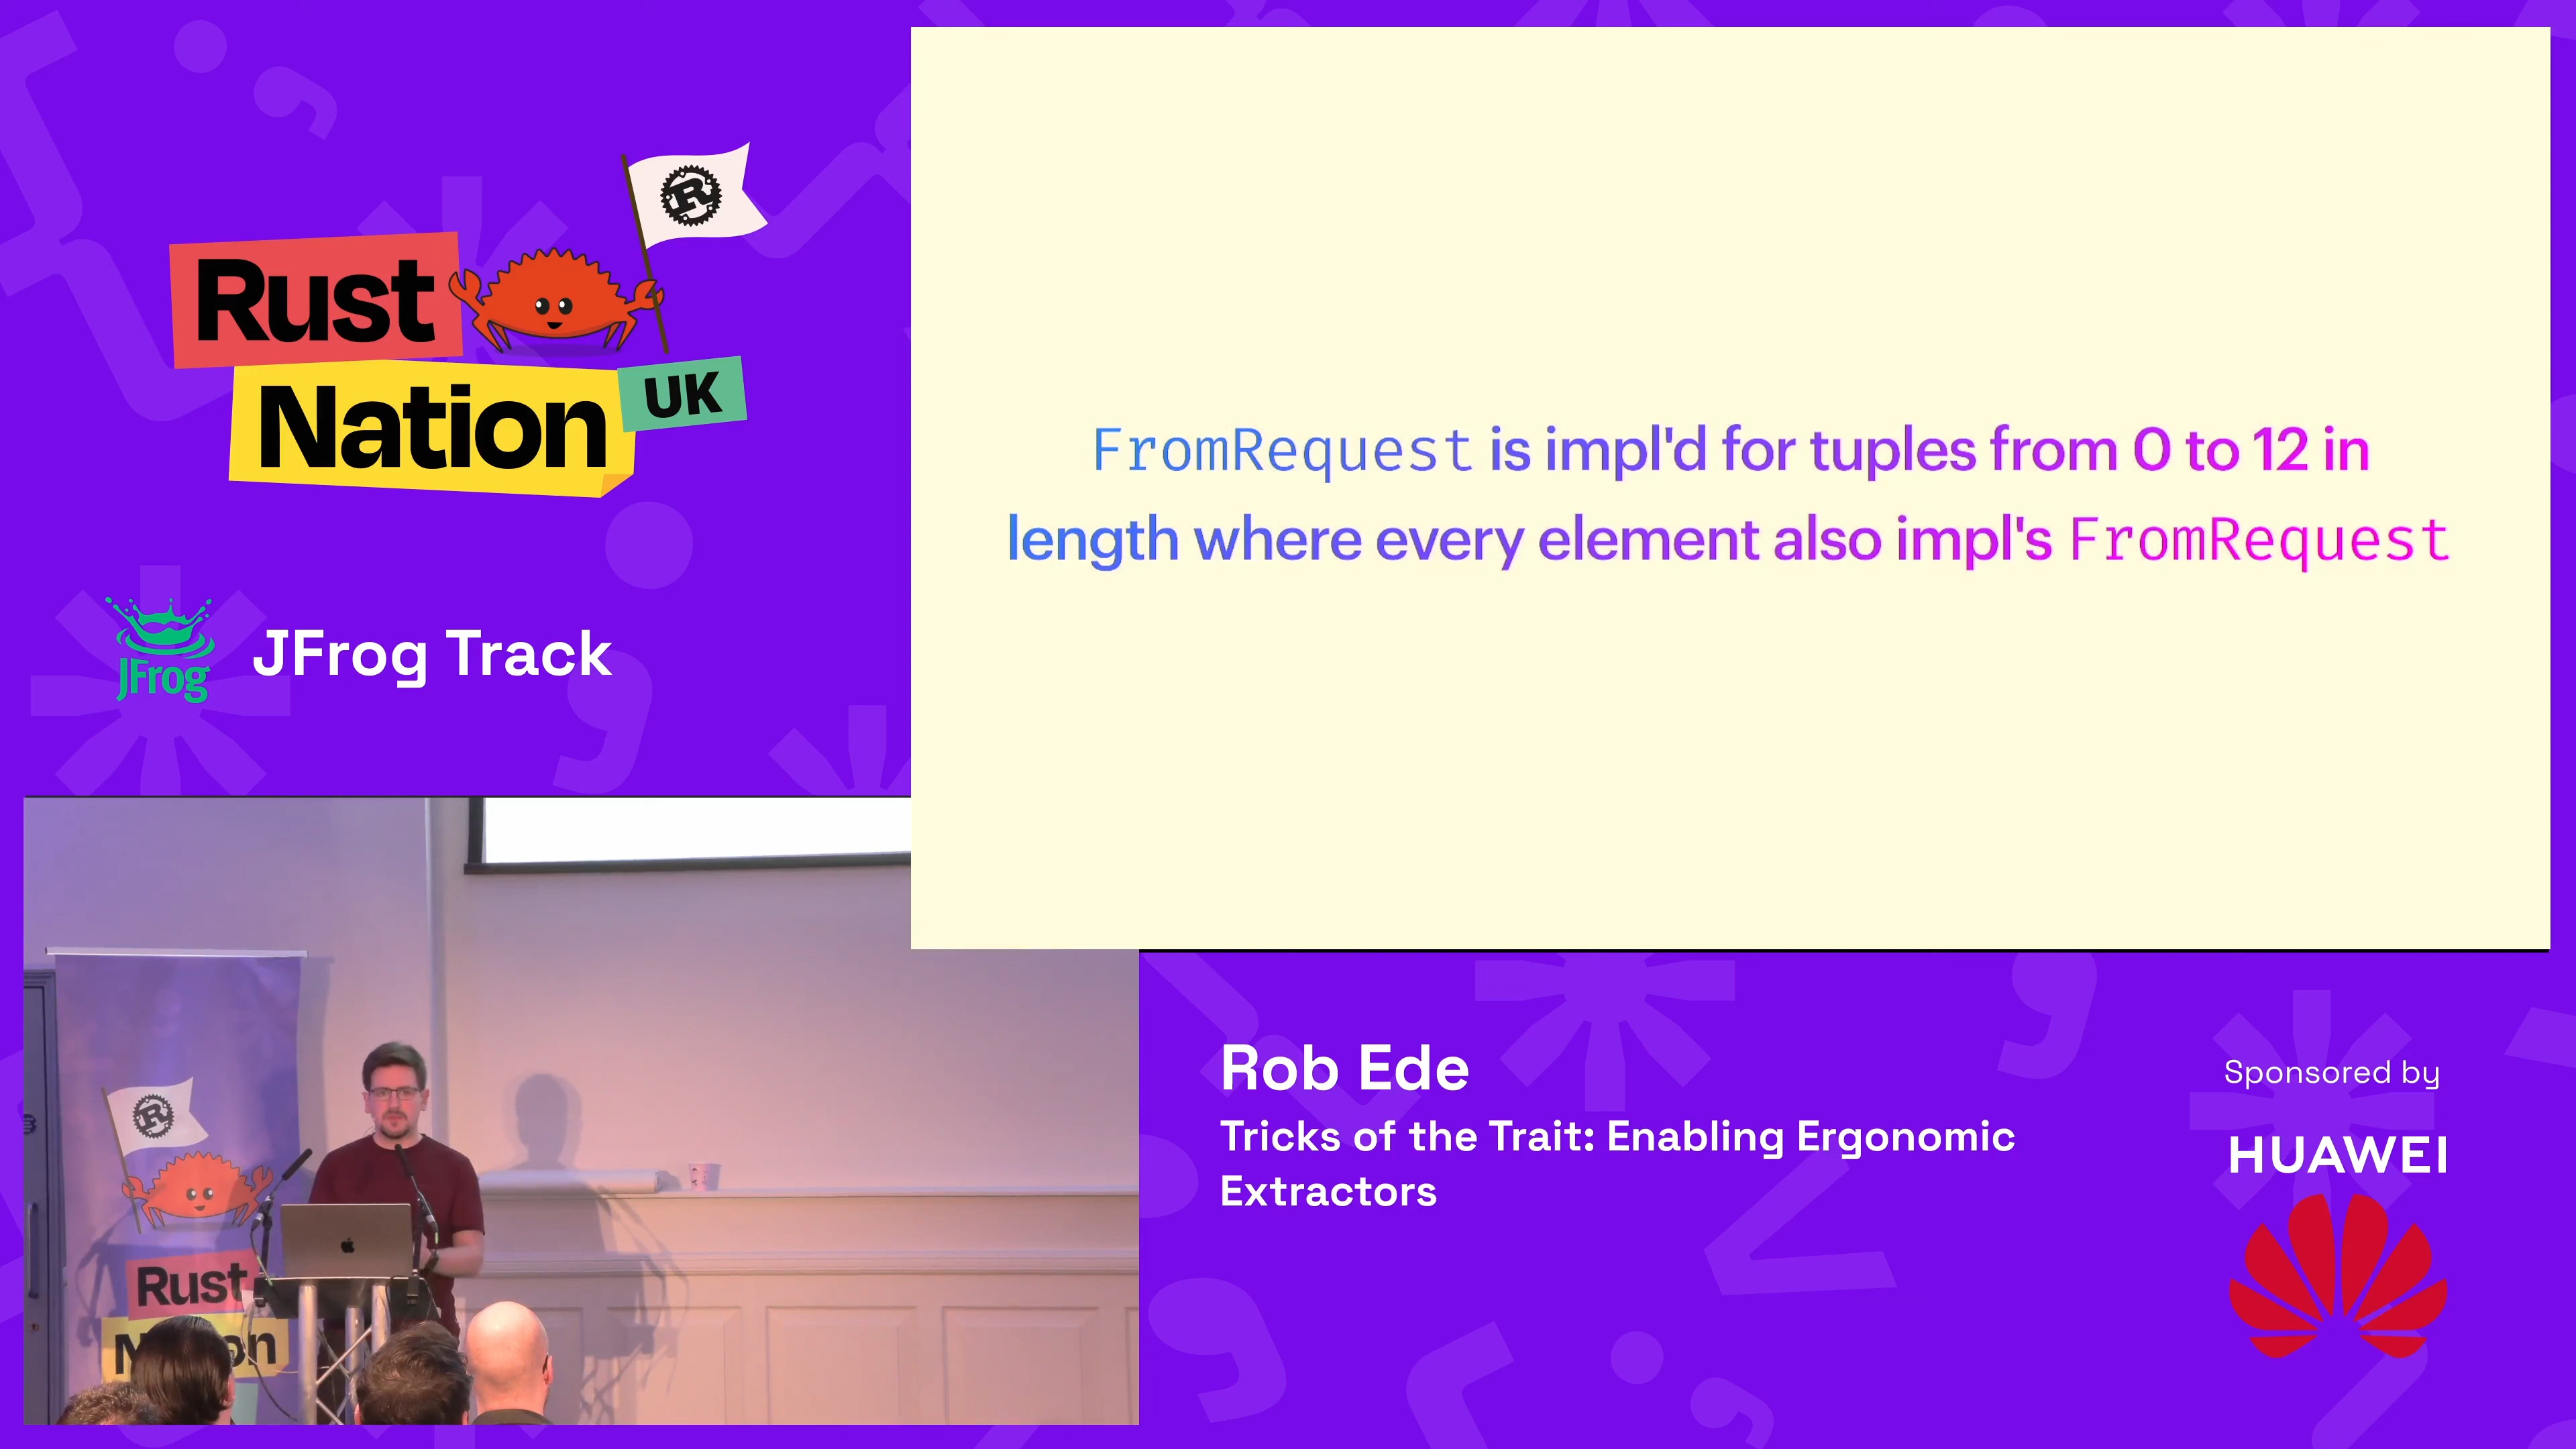 Rust
Nation
UK
JFrog
JFrog Track
FromRequest is impl'd for tuples from 0 to 12 in
length where every element also impl's FromRequest
R
Rust
Rob Ede
Tricks of the Trait: Enabling Ergonomic
Extractors
Sponsored by
HUAWEI